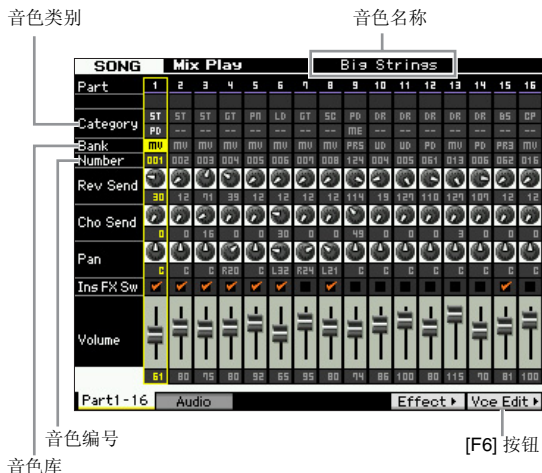 音色类别
音色名称
SONG Mix Play Big Strings
Part 1 2 3 4 5 6 7 8 9 10 11 12 13 14 15 16
Category ST ST ST GT PN LD GT SC PD DR DR DR DR DR BS CP
PD -- -- -- -- -- -- -- ME -- -- -- -- -- -- --
Bank MV MV MV MV MV MV MV MV PR5 UD UD PD MV PD PR3 MV
Number 001 002 003 004 005 006 007 008 124 004 005 061 013 006 062 016
Rev Send 30 12 71 39 12 12 12 12 114 19 127 110 127 107 12 12
Cho Send 0 0 16 0 0 30 0 0 49 0 0 0 3 0 0 0
Pan C C C R20 C L32 R24 L21 C C C C C C C C
Ins FX Sw
Volume 61 80 75 80 92 65 95 80 74 86 100 80 115 70 81 100
Part1-16 Audio Effect Vce Edit
音色编号
[F6] 按钮
音色库